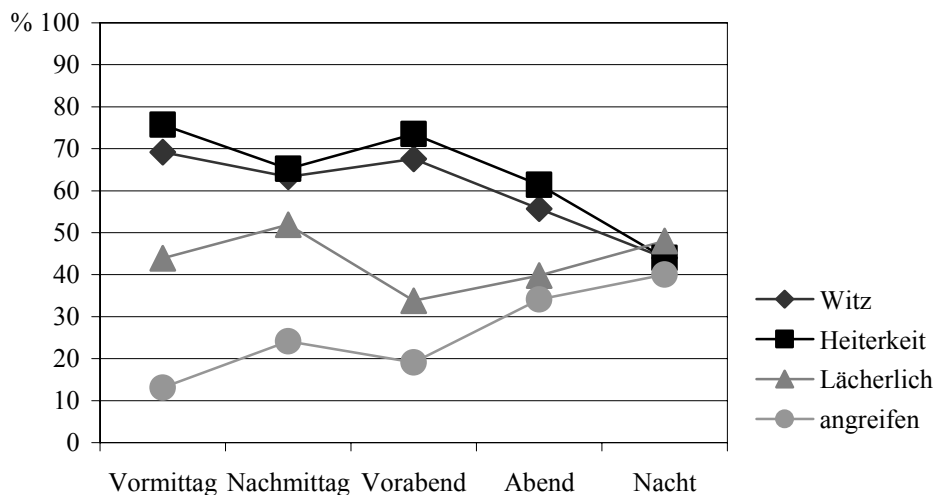 % 100
90
80
70
60
50
40
30
20
10
0
Vormittag Nachmittag Vorabend Abend Nacht
Witz
Heiterkeit
Lächerlich
angreifen